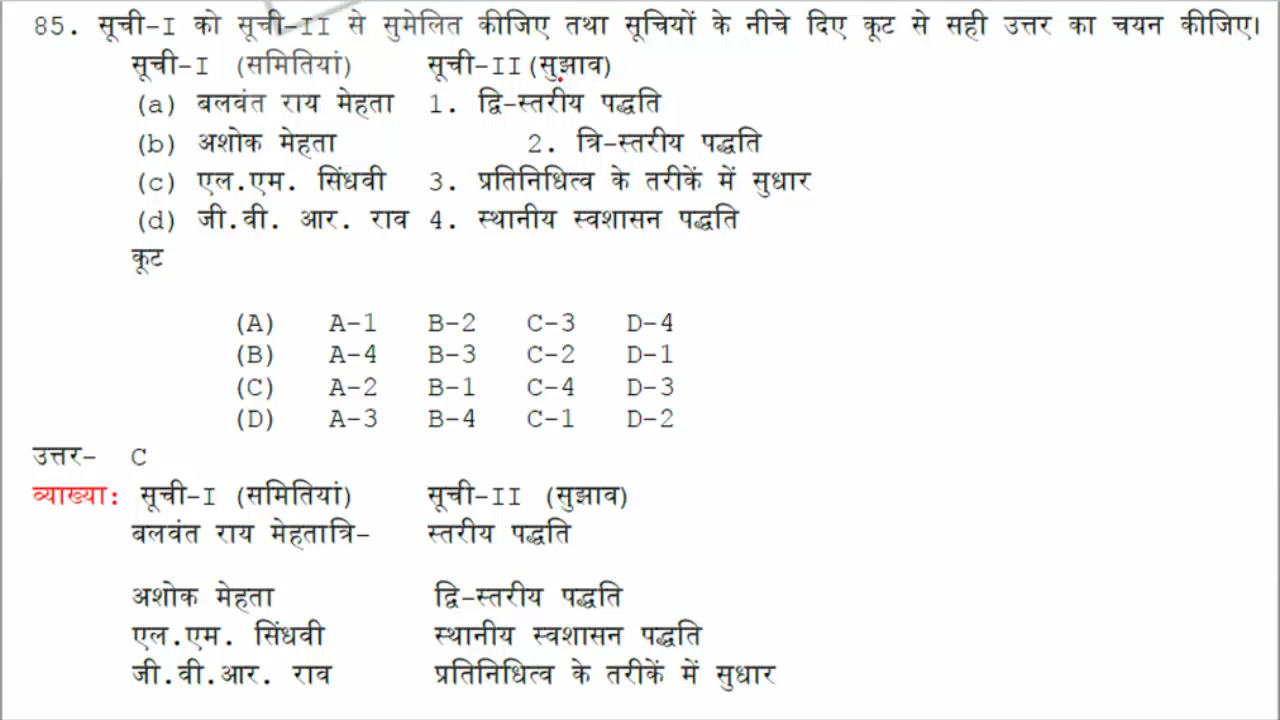 85. सूची-I को सूची-II से सुमेलित कीजिए तथा सूचियों के नीचे दिए कूट से सही उत्तर का चयन कीजिए।
सूची-I (समितियां) सूची-II(सुझाव)
(a) बलवंत राय मेहता 1. द्वि-स्तरीय पद्धति
(b) अशोक मेहता 2. त्रि-स्तरीय पद्धति
(c) एल.एम. सिंधवी 3. प्रतिनिधित्व के तरीकें में सुधार
(d) जी.वी. आर. राव 4. स्थानीय स्वशासन पद्धति
कूट
(A) A-1 B-2 C-3 D-4
(B) A-4 B-3 C-2 D-1
(C) A-2 B-1 C-4 D-3
(D) A-3 B-4 C-1 D-2
उत्तर- C
व्याख्या: सूची-I (समितियां) सूची-II (सुझाव)
बलवंत राय मेहतात्रि- स्तरीय पद्धति
अशोक मेहता द्वि-स्तरीय पद्धति
एल.एम. सिंधवी स्थानीय स्वशासन पद्धति
जी.वी.आर. राव प्रतिनिधित्व के तरीकें में सुधार